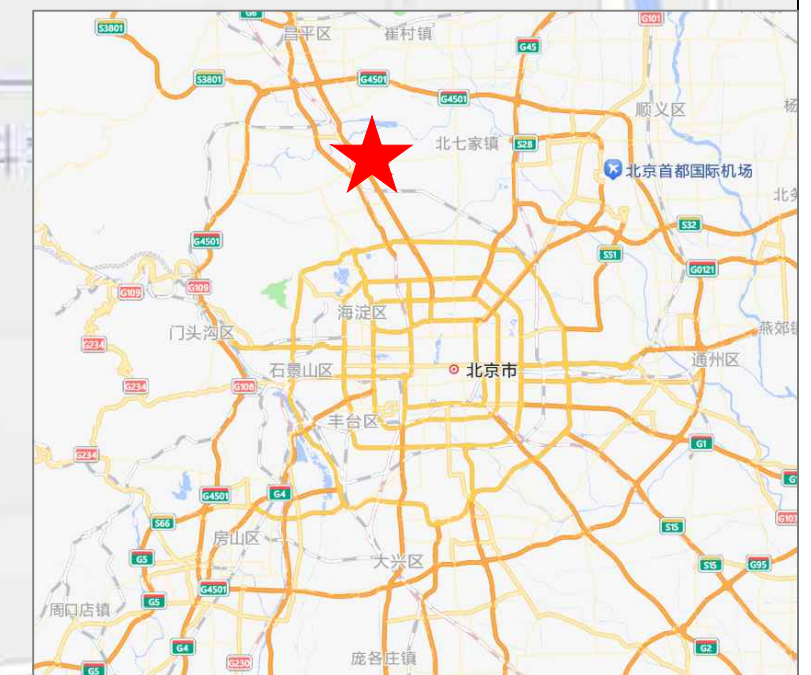 G6
G101
S3801
昌平区
崔村镇
G45
S3801
G4501
G4501
顺义区
杨
北七家镇
S28
北京首都国际机场
北务
S32
G4501
S51
G0121
G109
G109
海淀区
门头沟区
燕郊镇
G234
通州区
石景山区
北京市
G234
G108
丰台区
G1
G234
G4501
G4
S66
G103
房山区
S15
G5
大兴区
S15
G95
G4501
G5
周口店镇
G4
G2
庞各庄镇
G230
G5